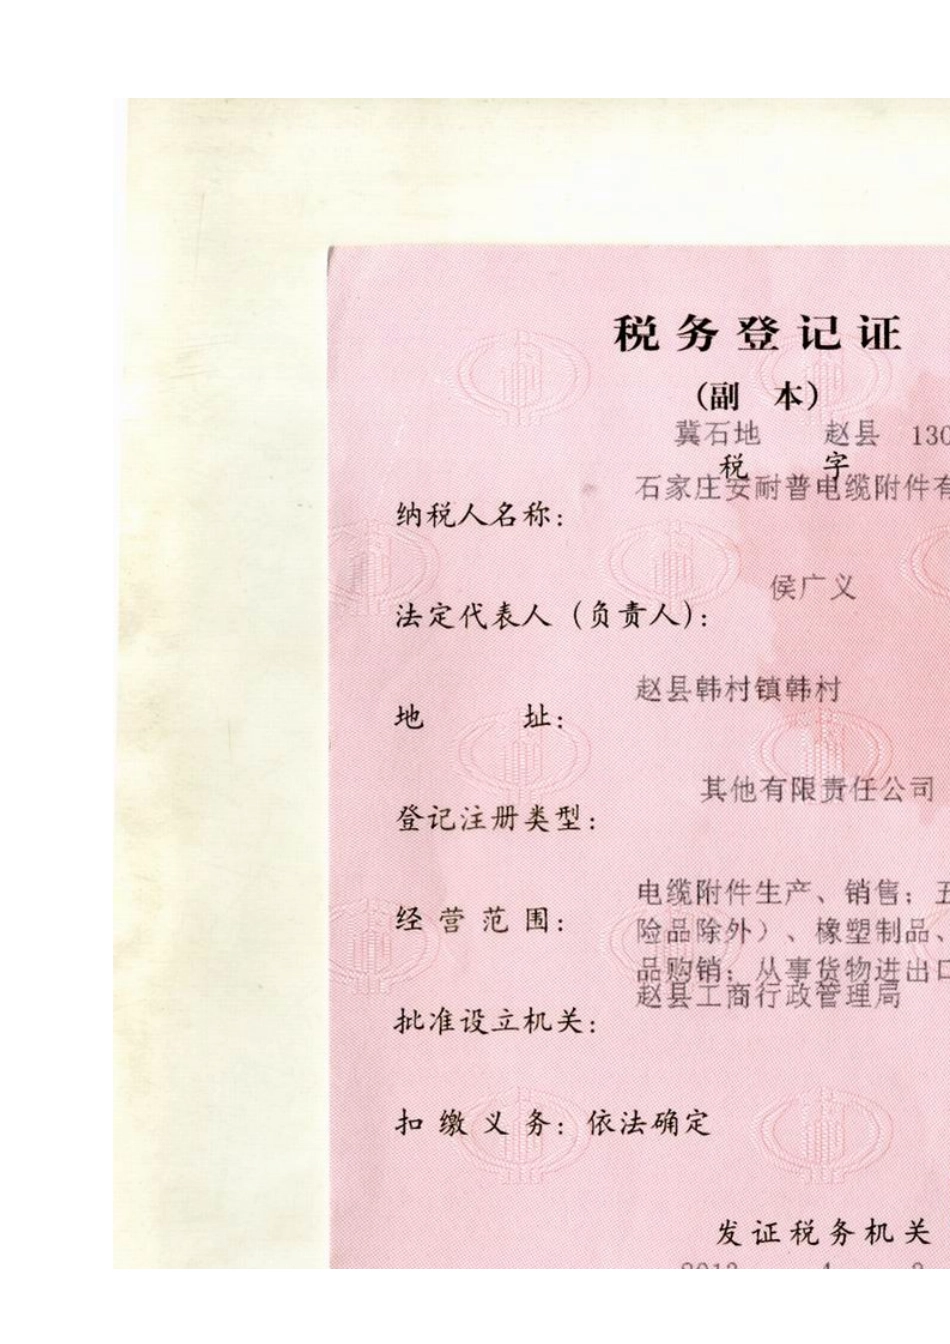 税务登记证
(副 本)
冀石地 赵县 130
税 字
石家庄安耐普电缆附件有
纳税人名称:
侯广义
法定代表人（负责人）:
赵县韩村镇韩村
地 址:
其他有限责任公司
登记注册类型:
电缆附件生产、销售; 五
经营范围:
险品除外）、橡塑制品、
品购销; 从事货物进出口
赵县工商行政管理局
批准设立机关:
扣缴义务: 依法确定
发证税务机关